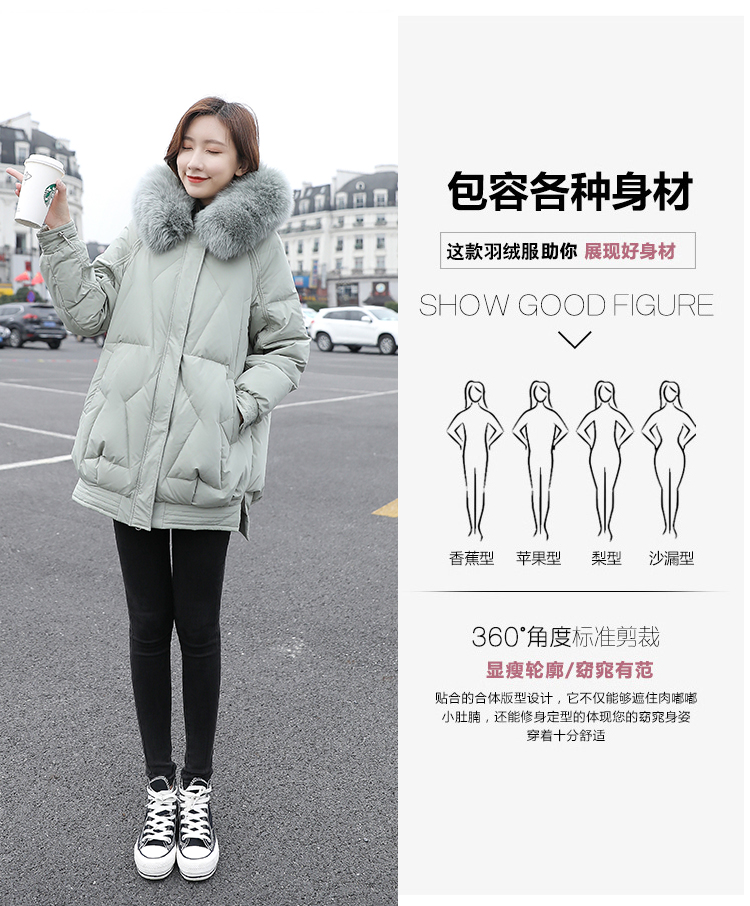 包容各种身材
这款羽绒服助你 展现好身材
SHOW GOOD FIGURE
香蕉型 苹果型 梨型 沙漏型
360°角度标准剪裁
显瘦轮廓/窈窕有范
贴合的合体版型设计，它不仅能够遮住肉嘟嘟
小肚腩，还能修身定型的体现您的窈窕身姿
穿着十分舒适